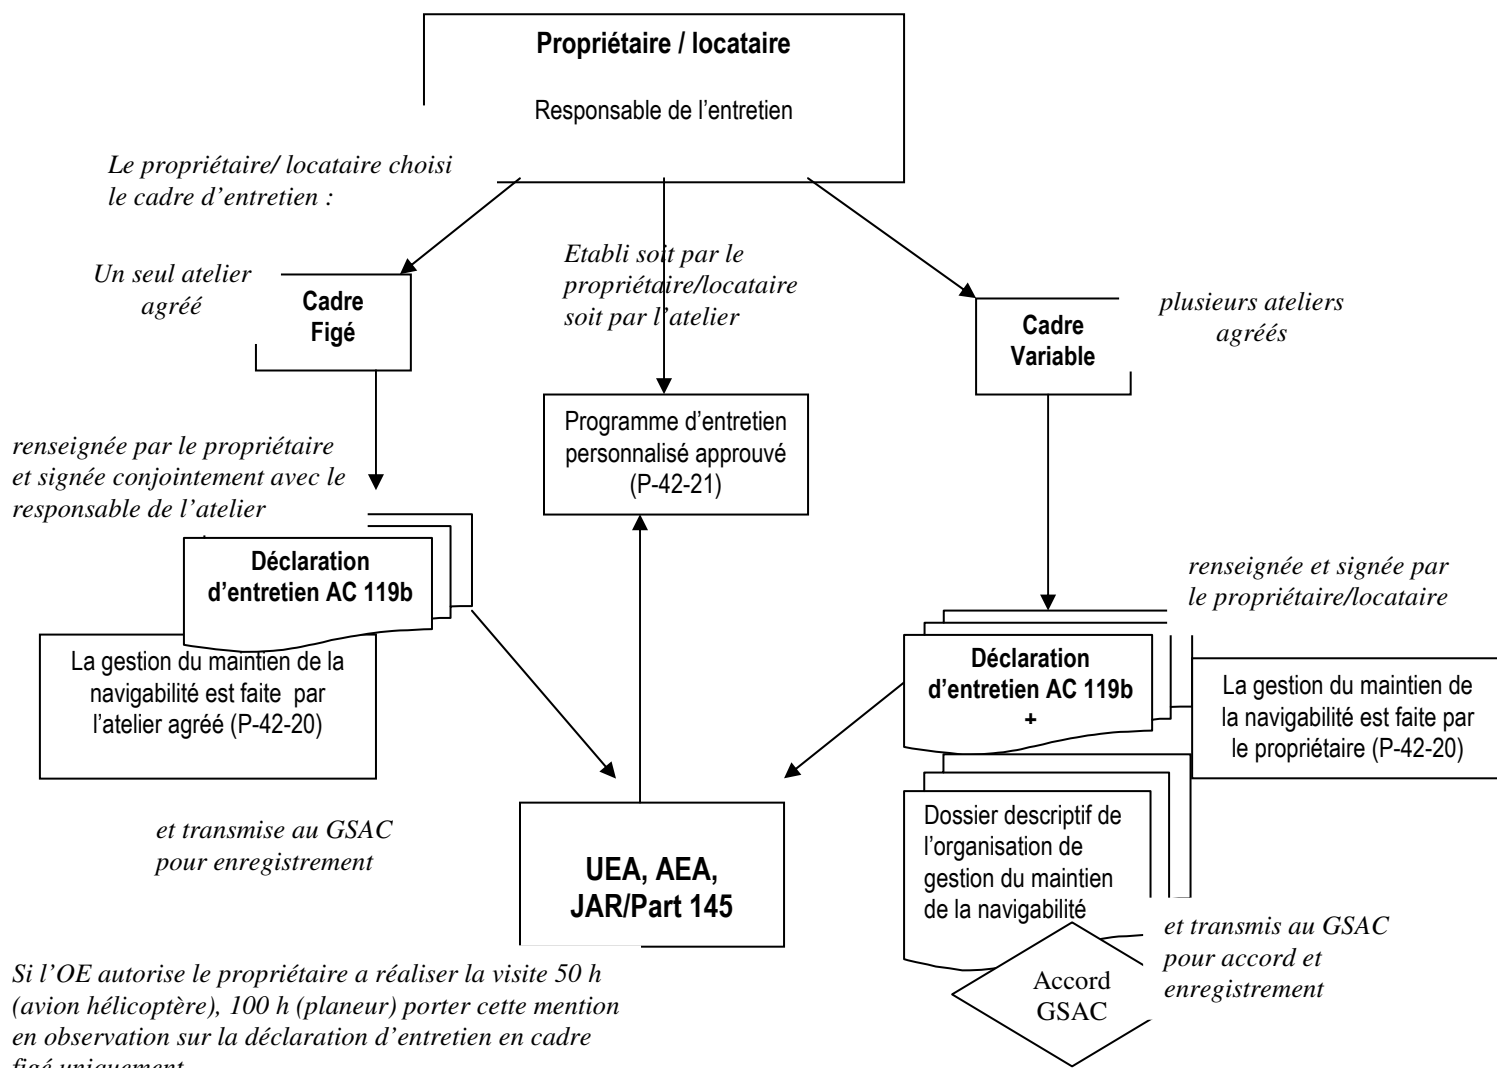 Propriétaire / locataire
Responsable de l'entretien
Le propriétaire/ locataire choisi
le cadre d'entretien :
Un seul atelier
agréé
Cadre
Figé
Etabli soit par le
propriétaire/locataire
soit par l'atelier
Cadre
Variable
plusieurs ateliers
agréés
renseignée par le propriétaire
et signée conjointement avec le
responsable de l'atelier
Programme d'entretien
personnalisé approuvé
(P-42-21)
Déclaration
d'entretien AC 119b
La gestion du maintien de la
navigabilité est faite par
l'atelier agréé (P-42-20)
et transmise au GSAC
pour enregistrement
UEA, AEA,
JAR/Part 145
renseignée et signée par
le propriétaire/locataire
Déclaration
d'entretien AC 119b
+
La gestion du maintien de
la navigabilité est faite par
le propriétaire (P-42-20)
Dossier descriptif de
l'organisation de
gestion du maintien
de la navigabilité
et transmis au GSAC
pour accord et
enregistrement
Accord
GSAC
Si l'OE autorise le propriétaire a réaliser la visite 50 h
(avion hélicoptère), 100 h (planeur) porter cette mention
en observation sur la déclaration d'entretien en cadre
figé uniquement